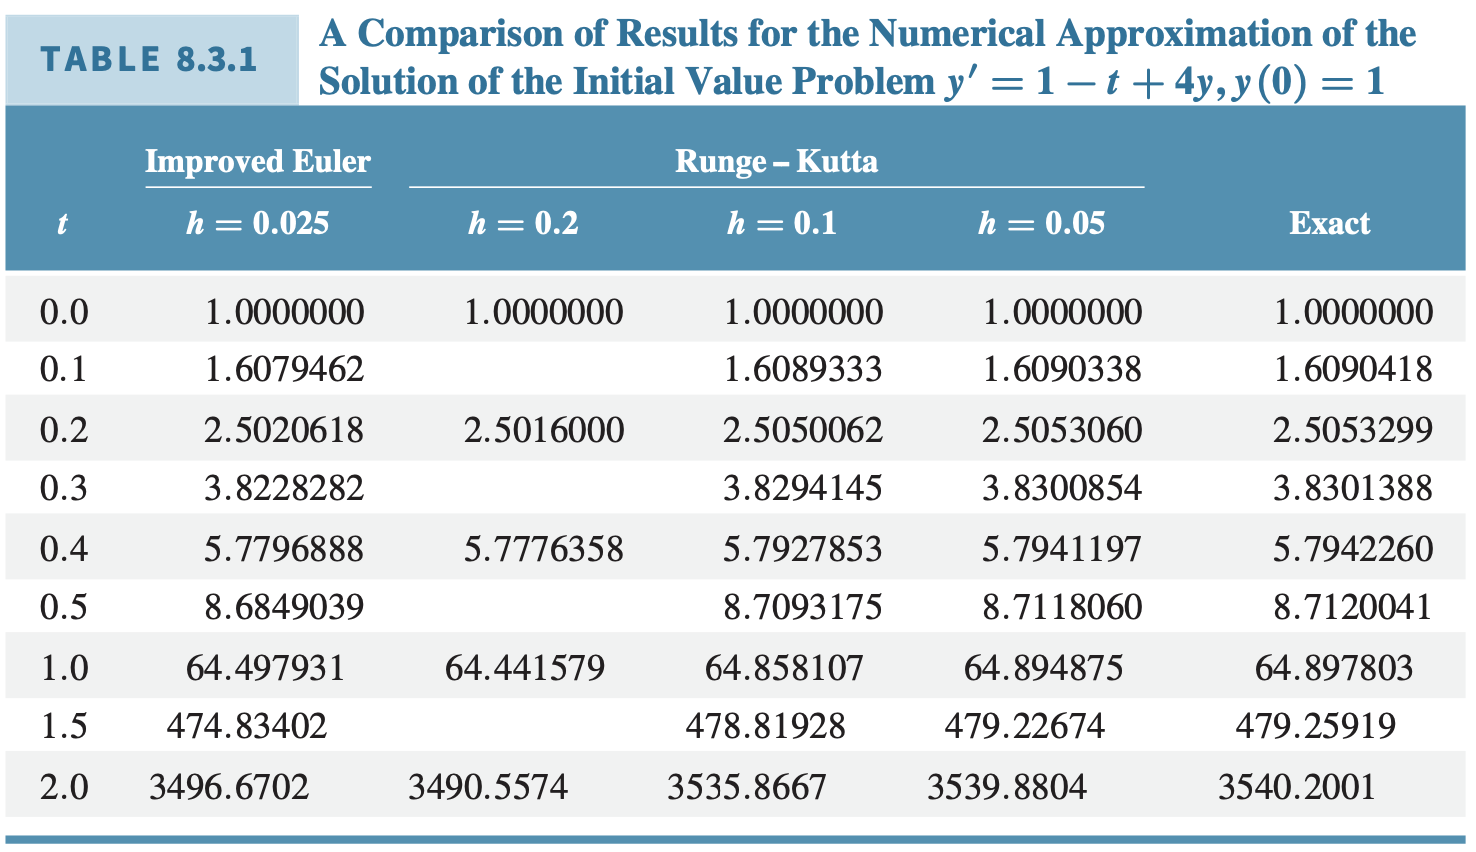 TABLE 8.3.1
A Comparison of Results for the Numerical Approximation of the
Solution of the Initial Value Problem y′ = 1 − t + 4y, y (0) = 1
Improved Euler Runge – Kutta
t h = 0.025 h = 0.2 h = 0.1 h = 0.05 Exact
0.0 1.0000000 1.0000000 1.0000000 1.0000000 1.0000000
0.1 1.6079462 1.6089333 1.6090338 1.6090418
0.2 2.5020618 2.5016000 2.5050062 2.5053060 2.5053299
0.3 3.8228282 3.8294145 3.8300854 3.8301388
0.4 5.7796888 5.7776358 5.7927853 5.7941197 5.7942260
0.5 8.6849039 8.7093175 8.7118060 8.7120041
1.0 64.497931 64.441579 64.858107 64.894875 64.897803
1.5 474.83402 478.81928 479.22674 479.25919
2.0 3496.6702 3490.5574 3535.8667 3539.8804 3540.2001